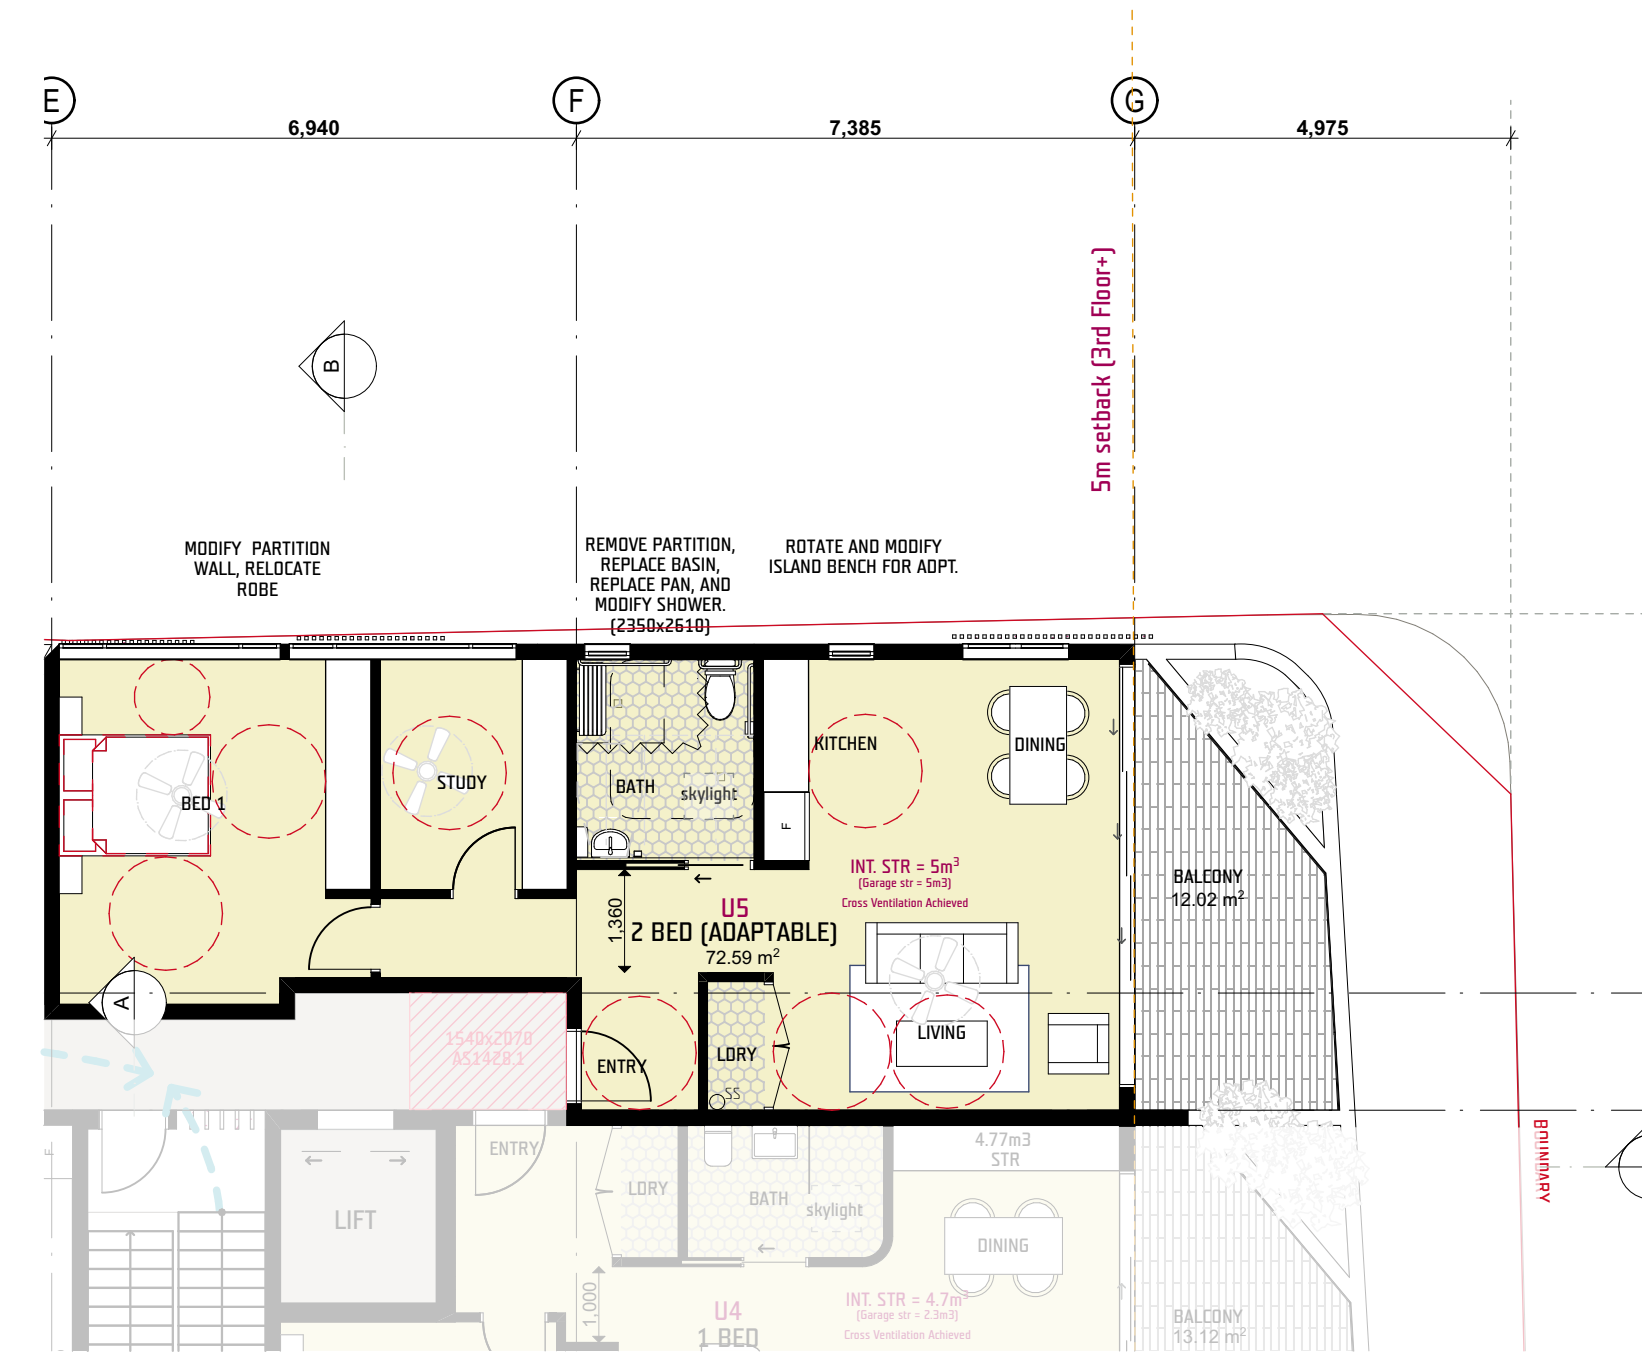 E
F
G
6,940
7,385
4,975
5m setback (3rd Floor+)
B
MODIFY PARTITION
WALL, RELOCATE
ROBE
REMOVE PARTITION,
REPLACE BASIN,
REPLACE PAN, AND
MODIFY SHOWER.
(2350x2610)
ROTATE AND MODIFY
ISLAND BENCH FOR ADPT.
BED 1
STUDY
BATH
skylight
KITCHEN
DINING
F
INT. STR = 5m³
(Garage str = 5m3)
Cross Ventilation Achieved
BALCONY
12.02 m²
1,360
U5
2 BED (ADAPTABLE)
72.59 m²
A
1540x2070
AS1428.1
ENTRY
LDRY
SS
LIVING
BOUNDARY
F
ENTRY
LDRY
BATH
skylight
4.77m3
STR
LIFT
DINING
1,000
U4
1 BED
INT. STR = 4.7m³
(Garage str = 2.3m3)
Cross Ventilation Achieved
BALCONY
13.12 m²